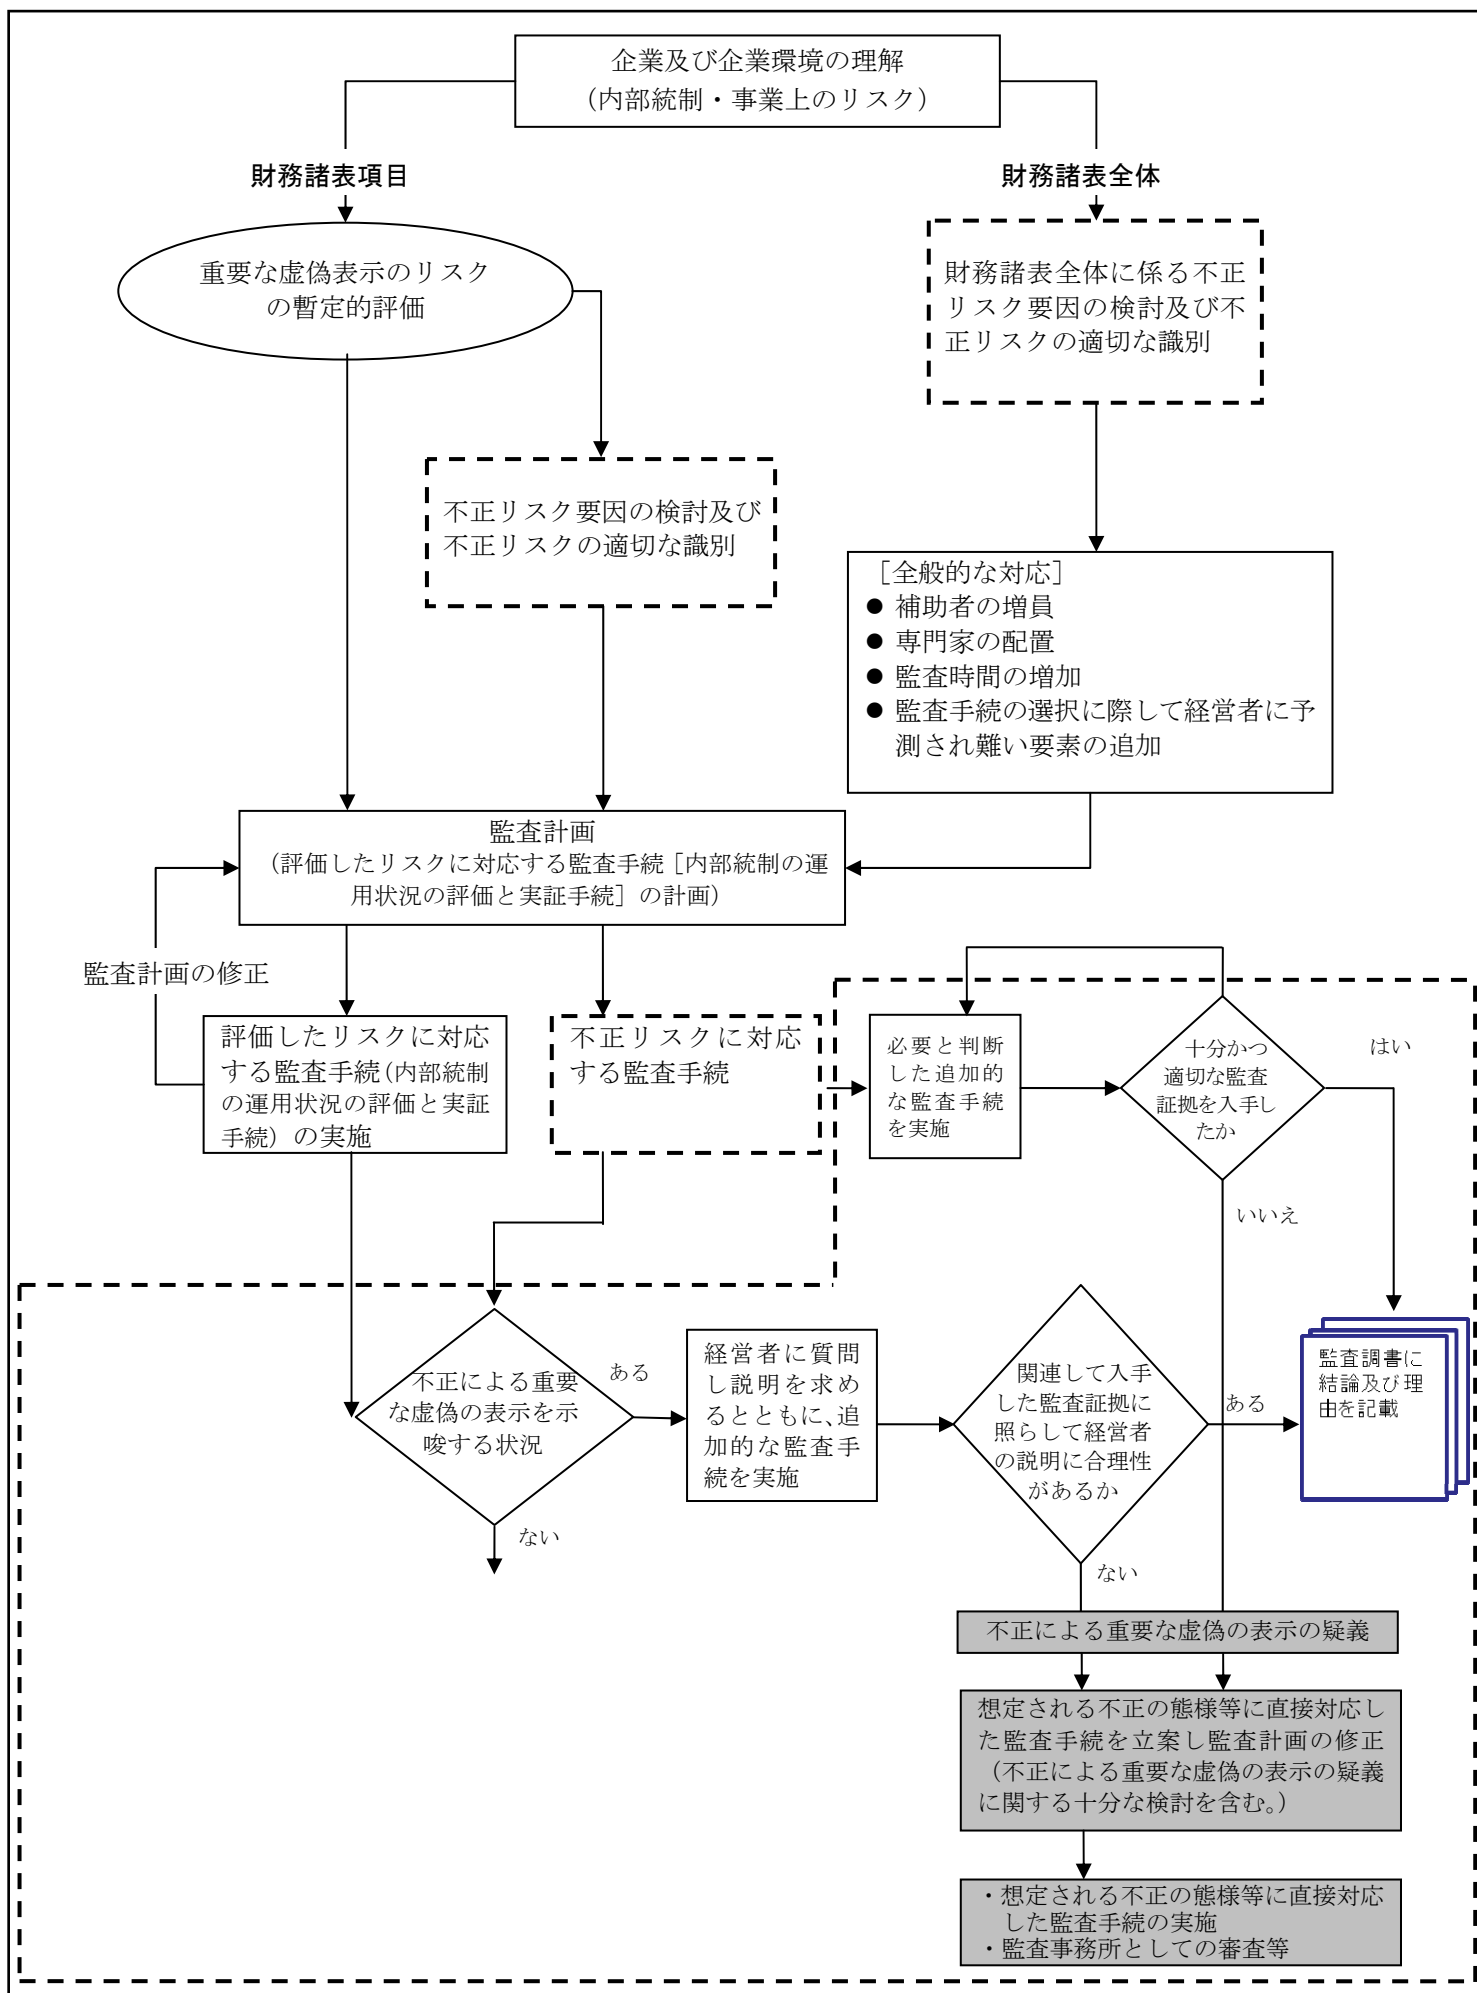 企業及び企業環境の理解
（内部統制・事業上のリスク）
財務諸表項目
財務諸表全体
重要な虚偽表示のリスク
の暫定的評価
財務諸表全体に係る不正
リスク要因の検討及び不
正リスクの適切な識別
不正リスク要因の検討及び
不正リスクの適切な識別
［全般的な対応］
● 補助者の増員
● 専門家の配置
● 監査時間の増加
● 監査手続の選択に際して経営者に予
測され難い要素の追加
監査計画
（評価したリスクに対応する監査手続［内部統制の運
用状況の評価と実証手続］の計画）
監査計画の修正
評価したリスクに対応
する監査手続（内部統制
の運用状況の評価と実証
手続）の実施
不正リスクに対応
する監査手続
必要と判断
した追加的
な監査手続
を実施
十分かつ
適切な監査
証拠を入手し
たか
はい
いいえ
不正による重要
な虚偽の表示を示
唆する状況
ある
ない
経営者に質問
し説明を求め
るとともに、追
加的な監査手
続を実施
関連して入手
した監査証拠に
照らして経営者
の説明に合理性
があるか
ある
ない
監査調書に
結論及び理
由を記載
不正による重要な虚偽の表示の疑義
想定される不正の態様等に直接対応し
た監査手続を立案し監査計画の修正
（不正による重要な虚偽の表示の疑義
に関する十分な検討を含む。）
・想定される不正の態様等に直接対応
した監査手続の実施
・監査事務所としての審査等